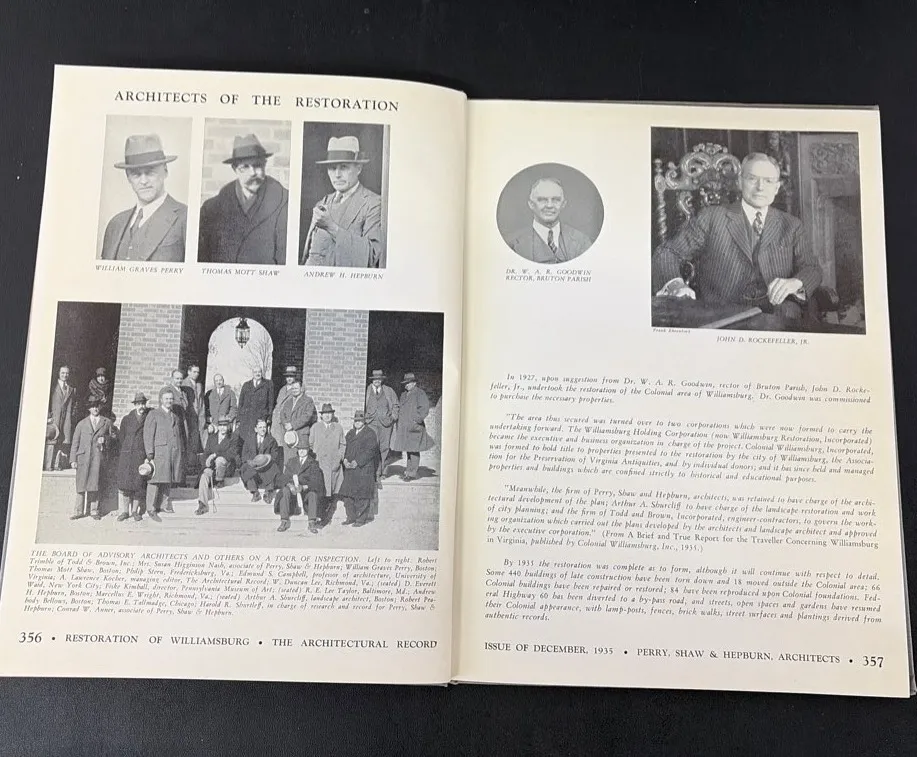 ARCHITECTS OF THE RESTORATION
WILLIAM GRAVES PERRY
THOMAS MOTT SHAW
ANDREW H. HEPBURN
THE BOARD OF ADVISORY ARCHITECTS AND OTHERS ON A TOUR OF INSPECTION. Left to right: Robert
Trimble of Todd & Brown, Inc.; Mrs. Susan Higginson Nash, associate of Perry, Shaw & Hepburn; William Graves Perry, Boston;
Thomas Mott Shaw, Boston; Philip Stern, Fredericksburg, Va.; Edmund S. Campbell, professor of architecture, University of
Virginia; A. Lawrence Kocher, managing editor, The Architectural Record; W. Duncan Lee, Richmond, Va.; (seated) D. Everett
Waid, New York City; Fiske Kimball, director, Pennsylvania Museum of Art; (seated) R. E. Lee Taylor, Baltimore, Md.; Andrew
H. Hepburn, Boston; Marcellus E. Wright, Richmond, Va.; (seated) Arthur A. Shurcliff, landscape architect, Boston; Robert Pea-
body Bellows, Boston; Thomas E. Tallmadge, Chicago; Harold R. Shurtleff, in charge of research and record for Perry, Shaw &
Hepburn; Perry, Shaw & Hepburn.
356 • RESTORATION OF WILLIAMSBURG • THE ARCHITECTURAL RECORD
DR. W. A. R. GOODWIN
RECTOR, BRUTON PARISH
JOHN D. ROCKEFELLER, JR.
In 1927, upon suggestion from Dr. W. A. R. Goodwin, rector of Bruton Parish, John D. Rocke-
feller, Jr., undertook the restoration of the Colonial area of Williamsburg. Dr. Goodwin was commissioned
to purchase the necessary properties.
"The area thus secured was turned over to two corporations which were now formed to carry the
undertaking forward. The Williamsburg Holding Corporation (now Williamsburg Restoration, Incorporated)
became the executive and business organization in charge of the project. Colonial Williamsburg, Incorporated,
was formed to hold title to properties presented to the restoration by the city of Williamsburg, the Associa-
tion for the Preservation of Virginia Antiquities, and by individual donors; and it has since held and managed
properties and buildings which are confined strictly to historical and educational purposes.
"Meanwhile, the firm of Perry, Shaw and Hepburn, architects, was retained to have charge of the archi-
tectural development of the plan; Arthur A. Shurcliff to have charge of the landscape restoration and work
of city planning; and the firm of Todd and Brown, Incorporated, engineer-contractors, to govern the work-
ing organization which carried out the plans developed by the architects and landscape architect and approved
by the executive corporation." (From A Brief and True Report for the Traveller Concerning Williamsburg
in Virginia, published by Colonial Williamsburg, Inc., 1935.)
By 1935 the restoration was complete as to form, although it will continue with respect to detail.
Some 440 buildings of late construction have been torn down and 18 moved outside the Colonial area; 66
Colonial buildings have been repaired or restored; 84 have been reproduced upon Colonial foundations. Fed-
eral Highway 60 has been diverted to a by-pass road, and streets, open spaces and gardens have resumed
their Colonial appearance, with lamp-posts, fences, brick walks, street surfaces and plantings derived from
authentic records.
ISSUE OF DECEMBER, 1935 • PERRY, SHAW & HEPBURN, ARCHITECTS • 357